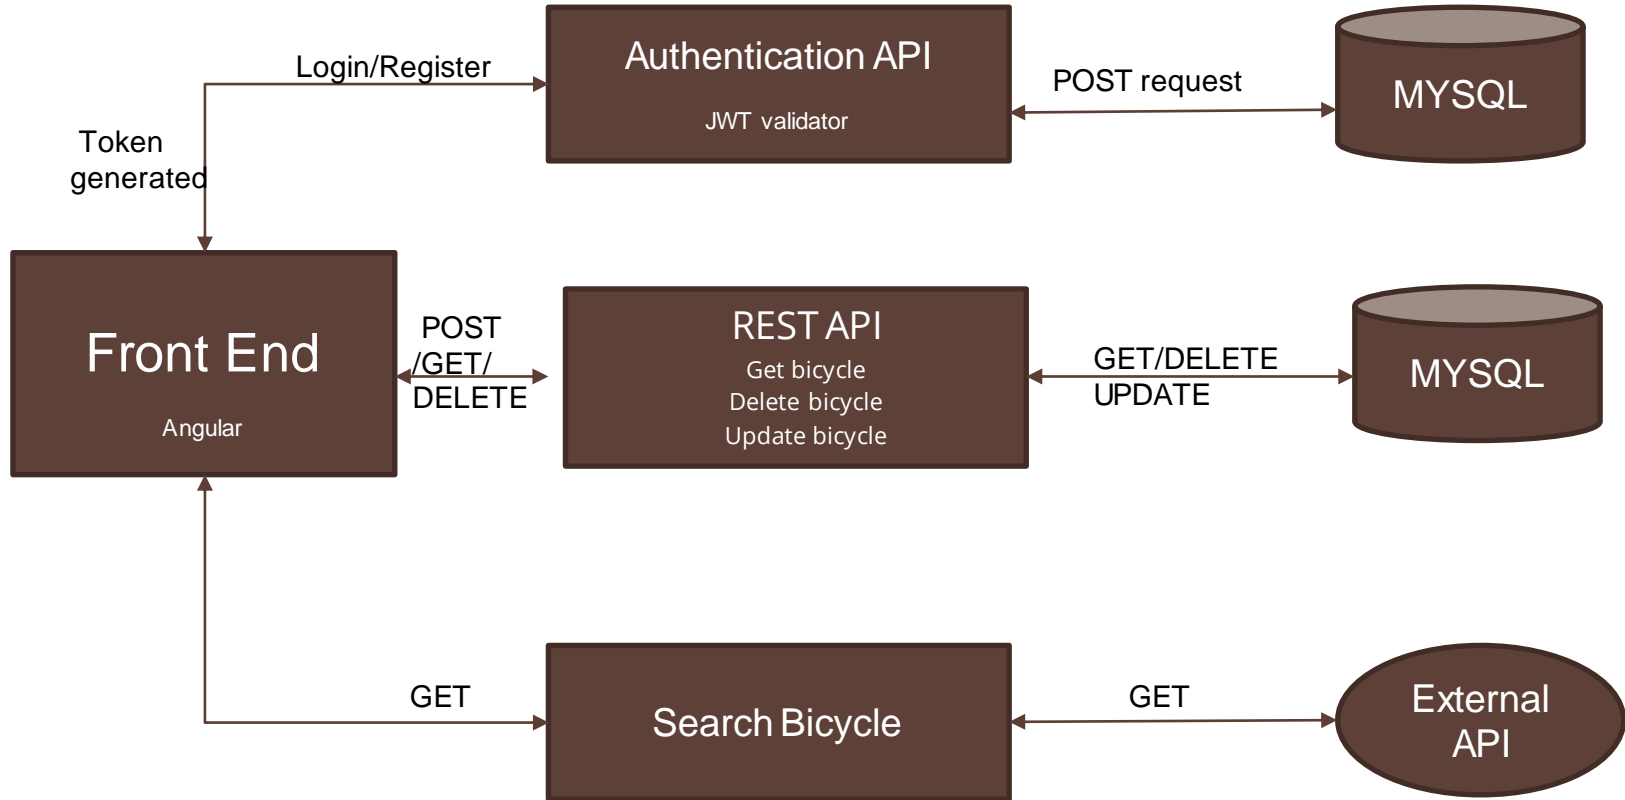 Login/Register
Authentication API
JWT validator
POST request
MYSQL
Token
generated
Front End
Angular
POST
/GET/
DELETE
REST API
Get bicycle
Delete bicycle
Update bicycle
GET/DELETE
UPDATE
MYSQL
GET
Search Bicycle
GET
External
API